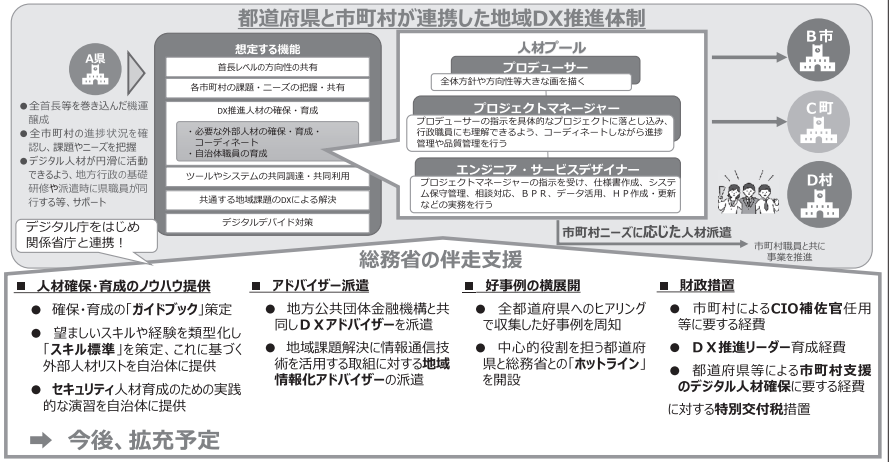 都道府県と市町村が連携した地域DX推進体制
A県
●全首長等を巻き込んだ機運
醸成
●全市町村の進捗状況を確
認し、課題やニーズを把握
●デジタル人材が円滑に活動
できるよう、地方行政の基礎
研修や派遣時に県職員が同
行する等、サポート
デジタル庁をはじめ
関係省庁と連携！
想定する機能
首長レベルの方向性の共有
各市町村の課題・ニーズの把握・共有
DX推進人材の確保・育成
・必要な外部人材の確保・育成・
コーディネート
・自治体職員の育成
ツールやシステムの共同調達・共同利用
共通する地域課題のDXによる解決
デジタルデバイド対策
人材プール
プロデューサー
全体方針や方向性等大きな画を描く
プロジェクトマネージャー
プロデューサーの指示を具体的なプロジェクトに落とし込み、
行政職員にも理解できるよう、コーディネートしながら進捗
管理や品質管理を行う
エンジニア・サービスデザイナー
プロジェクトマネージャーの指示を受け、仕様書作成、システ
ム保守管理、相談対応、ＢＰＲ、データ活用、ＨＰ作成・更新
などの実務を行う
B市
C町
D村
市町村ニーズに応じた人材派遣
市町村職員と共に
事業を推進
総務省の伴走支援
■ 人材確保・育成のノウハウ提供
● 確保・育成の「ガイドブック」策定
● 望ましいスキルや経験を類型化し
「スキル標準」を策定、これに基づく
外部人材リストを自治体に提供
● セキュリティ人材育成のための実践
的な演習を自治体に提供
■ アドバイザー派遣
● 地方公共団体金融機構と共
同しＤＸアドバイザーを派遣
● 地域課題解決に情報通信技
術を活用する取組に対する地域
情報化アドバイザーの派遣
■ 好事例の横展開
● 全都道府県へのヒアリング
で収集した好事例を周知
● 中心的役割を担う都道府
県と総務省との「ホットライン」
を開設
■ 財政措置
● 市町村によるCIO補佐官任用
等に要する経費
● ＤＸ推進リーダー育成経費
● 都道府県等による市町村支援
のデジタル人材確保に要する経費
に対する特別交付税措置
➡ 今後、拡充予定